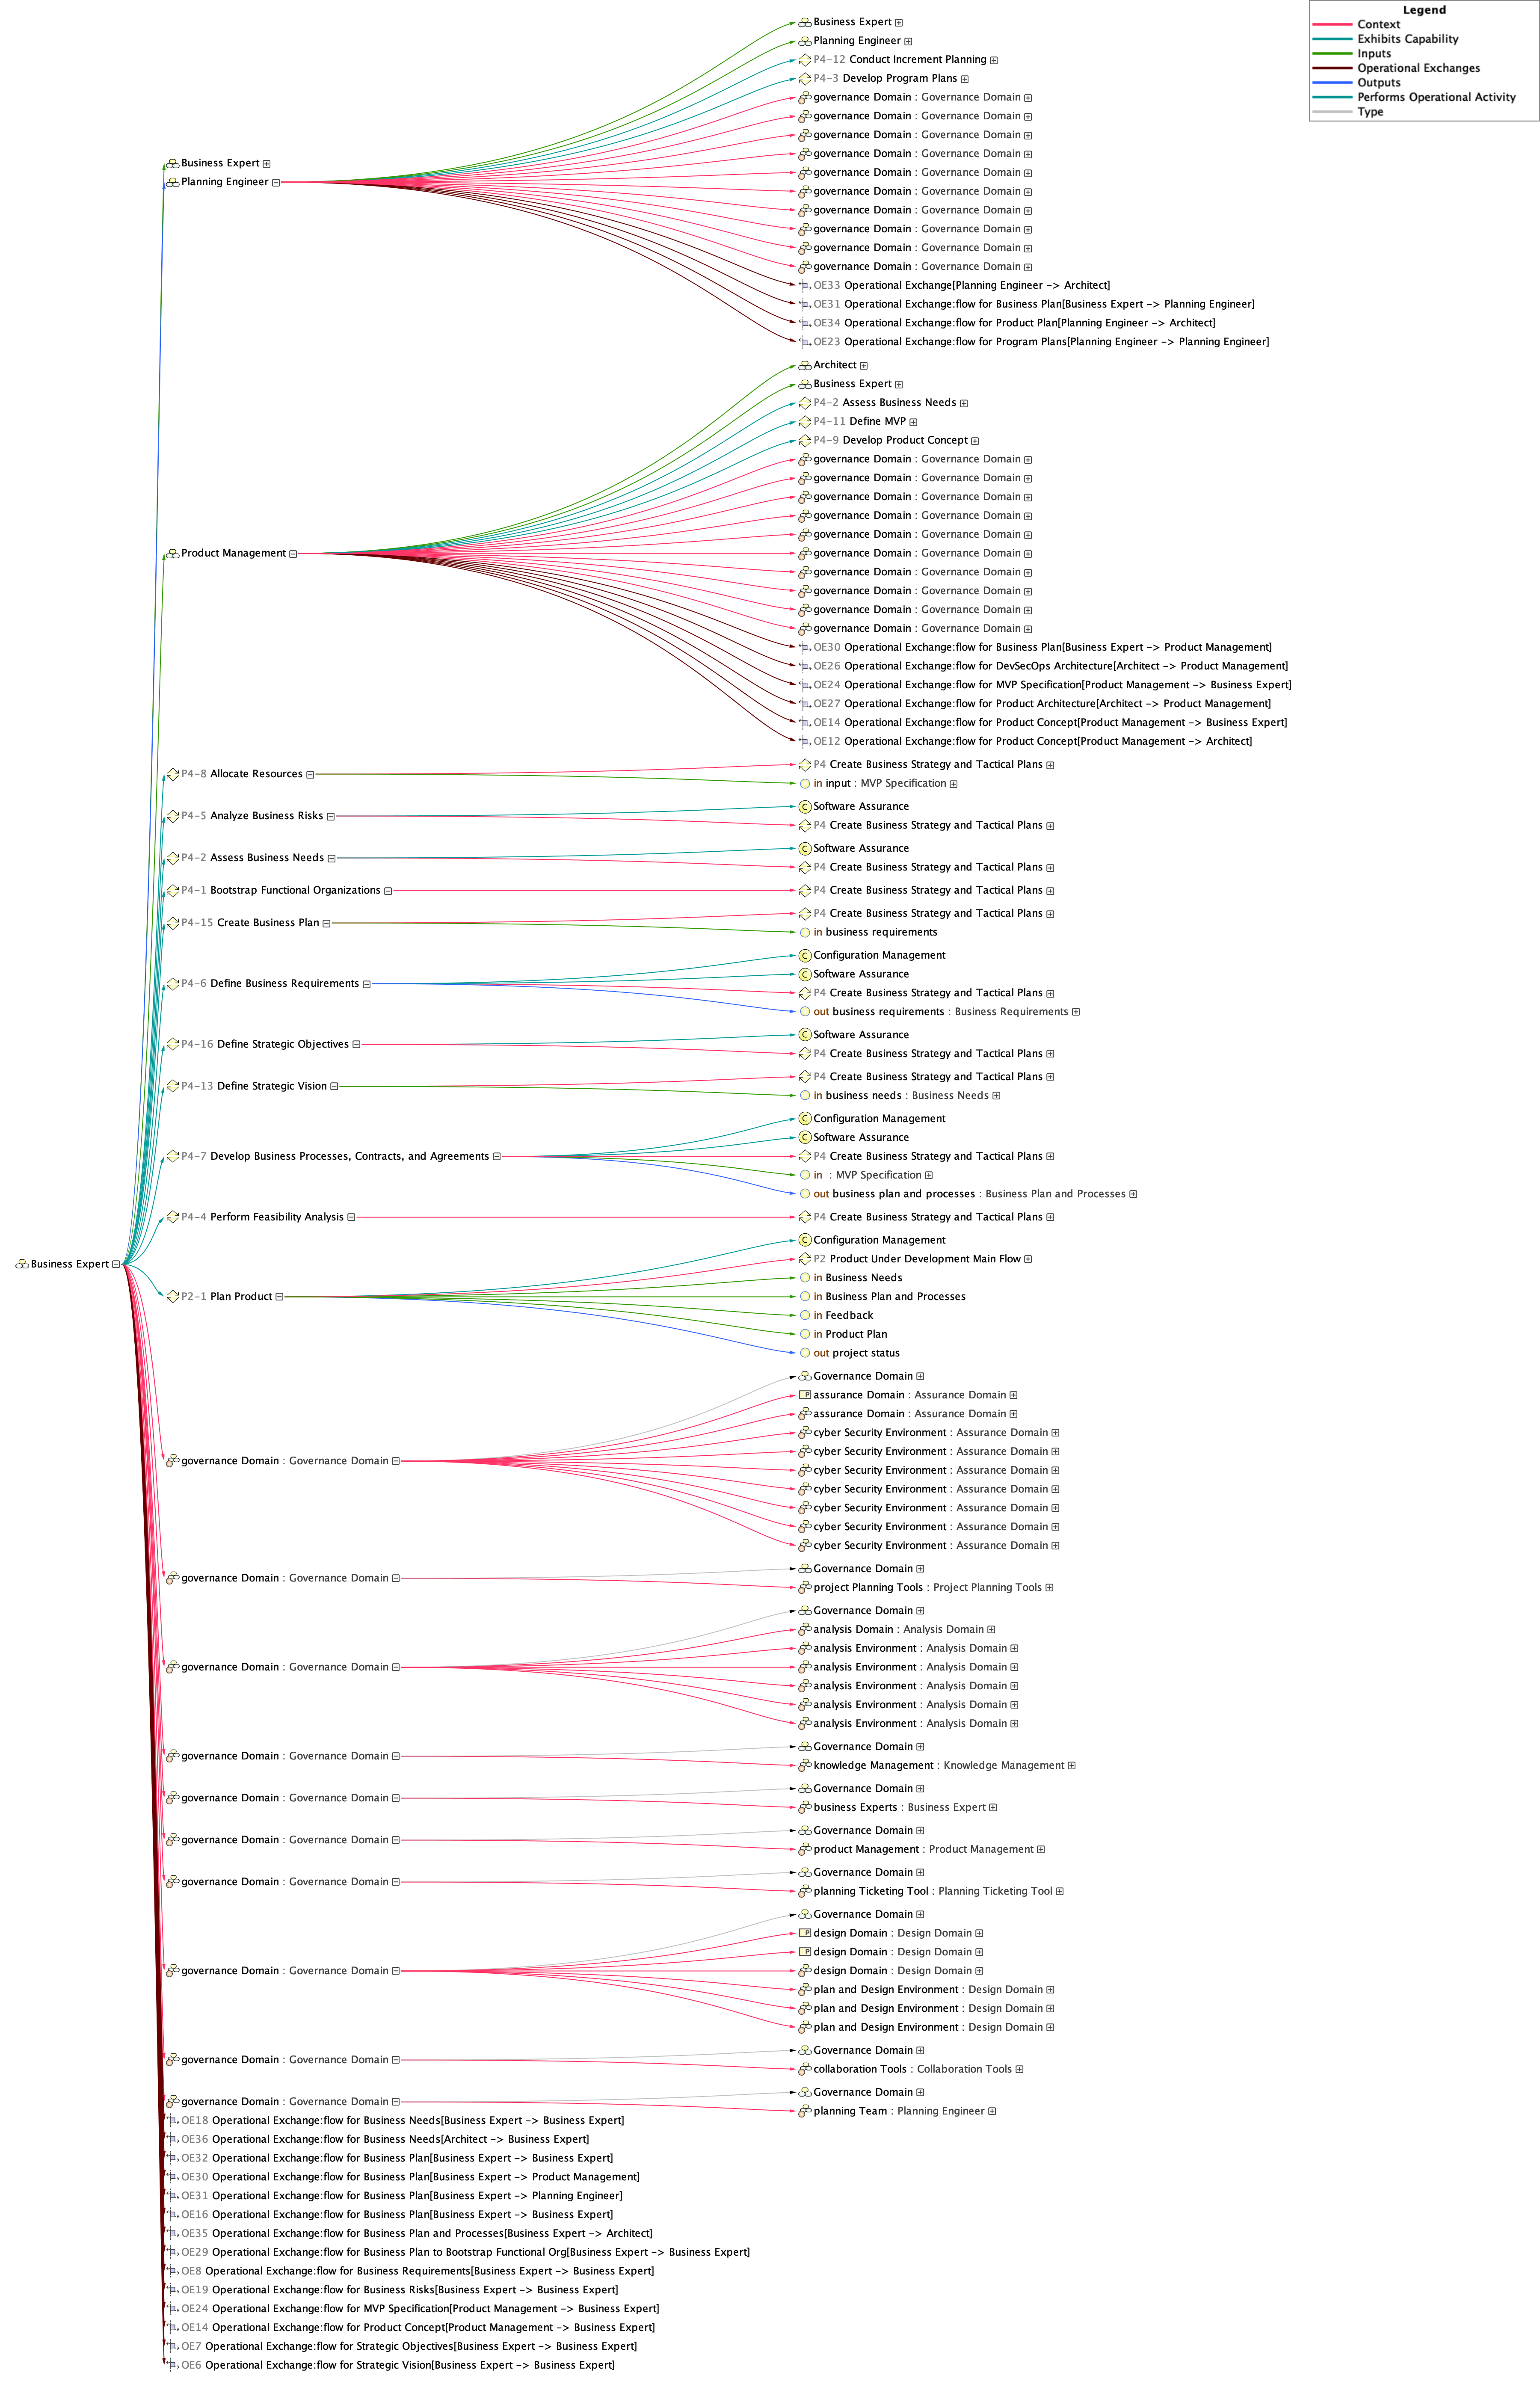 Legend
Context
Exhibits Capability
Inputs
Operational Exchanges
Outputs
Performs Operational Activity
Type
Business Expert
Business Expert
Planning Engineer
Business Expert
Planning Engineer
P4-12 Conduct Increment Planning
P4-3 Develop Program Plans
governance Domain : Governance Domain
governance Domain : Governance Domain
governance Domain : Governance Domain
governance Domain : Governance Domain
governance Domain : Governance Domain
governance Domain : Governance Domain
governance Domain : Governance Domain
governance Domain : Governance Domain
governance Domain : Governance Domain
governance Domain : Governance Domain
OE33 Operational Exchange[Planning Engineer -> Architect]
OE31 Operational Exchange:flow for Business Plan[Business Expert -> Planning Engineer]
OE34 Operational Exchange:flow for Product Plan[Planning Engineer -> Architect]
OE23 Operational Exchange:flow for Program Plans[Planning Engineer -> Planning Engineer]
Product Management
Architect
Business Expert
P4-2 Assess Business Needs
P4-11 Define MVP
P4-9 Develop Product Concept
governance Domain : Governance Domain
governance Domain : Governance Domain
governance Domain : Governance Domain
governance Domain : Governance Domain
governance Domain : Governance Domain
governance Domain : Governance Domain
governance Domain : Governance Domain
governance Domain : Governance Domain
governance Domain : Governance Domain
governance Domain : Governance Domain
OE30 Operational Exchange:flow for Business Plan[Business Expert -> Product Management]
OE26 Operational Exchange:flow for DevSecOps Architecture[Architect -> Product Management]
OE24 Operational Exchange:flow for MVP Specification[Product Management -> Business Expert]
OE27 Operational Exchange:flow for Product Architecture[Architect -> Product Management]
OE14 Operational Exchange:flow for Product Concept[Product Management -> Business Expert]
OE12 Operational Exchange:flow for Product Concept[Product Management -> Architect]
P4-8 Allocate Resources
P4 Create Business Strategy and Tactical Plans
in input : MVP Specification
P4-5 Analyze Business Risks
C Software Assurance
P4 Create Business Strategy and Tactical Plans
P4-2 Assess Business Needs
C Software Assurance
P4 Create Business Strategy and Tactical Plans
P4-1 Bootstrap Functional Organizations
P4 Create Business Strategy and Tactical Plans
P4-15 Create Business Plan
P4 Create Business Strategy and Tactical Plans
in business requirements
P4-6 Define Business Requirements
C Configuration Management
C Software Assurance
P4 Create Business Strategy and Tactical Plans
out business requirements : Business Requirements
P4-16 Define Strategic Objectives
C Software Assurance
P4 Create Business Strategy and Tactical Plans
P4-13 Define Strategic Vision
P4 Create Business Strategy and Tactical Plans
in business needs : Business Needs
P4-7 Develop Business Processes, Contracts, and Agreements
C Configuration Management
C Software Assurance
P4 Create Business Strategy and Tactical Plans
in : MVP Specification
out business plan and processes : Business Plan and Processes
P4-4 Perform Feasibility Analysis
P4 Create Business Strategy and Tactical Plans
P2-1 Plan Product
C Configuration Management
P2 Product Under Development Main Flow
in Business Needs
in Business Plan and Processes
in Feedback
in Product Plan
out project status
governance Domain : Governance Domain
Governance Domain
P assurance Domain : Assurance Domain
assurance Domain : Assurance Domain
cyber Security Environment : Assurance Domain
cyber Security Environment : Assurance Domain
cyber Security Environment : Assurance Domain
cyber Security Environment : Assurance Domain
cyber Security Environment : Assurance Domain
cyber Security Environment : Assurance Domain
cyber Security Environment : Assurance Domain
governance Domain : Governance Domain
Governance Domain
project Planning Tools : Project Planning Tools
governance Domain : Governance Domain
Governance Domain
analysis Domain : Analysis Domain
analysis Environment : Analysis Domain
analysis Environment : Analysis Domain
analysis Environment : Analysis Domain
analysis Environment : Analysis Domain
analysis Environment : Analysis Domain
governance Domain : Governance Domain
Governance Domain
knowledge Management : Knowledge Management
governance Domain : Governance Domain
Governance Domain
business Experts : Business Expert
governance Domain : Governance Domain
Governance Domain
product Management : Product Management
governance Domain : Governance Domain
Governance Domain
planning Ticketing Tool : Planning Ticketing Tool
governance Domain : Governance Domain
Governance Domain
P design Domain : Design Domain
P design Domain : Design Domain
design Domain : Design Domain
plan and Design Environment : Design Domain
plan and Design Environment : Design Domain
plan and Design Environment : Design Domain
governance Domain : Governance Domain
Governance Domain
collaboration Tools : Collaboration Tools
governance Domain : Governance Domain
Governance Domain
planning Team : Planning Engineer
OE18 Operational Exchange:flow for Business Needs[Business Expert -> Business Expert]
OE36 Operational Exchange:flow for Business Needs[Architect -> Business Expert]
OE32 Operational Exchange:flow for Business Plan[Business Expert -> Business Expert]
OE30 Operational Exchange:flow for Business Plan[Business Expert -> Product Management]
OE31 Operational Exchange:flow for Business Plan[Business Expert -> Planning Engineer]
OE16 Operational Exchange:flow for Business Plan[Business Expert -> Business Expert]
OE35 Operational Exchange:flow for Business Plan and Processes[Business Expert -> Architect]
OE29 Operational Exchange:flow for Business Plan to Bootstrap Functional Org[Business Expert -> Business Expert]
OE8 Operational Exchange:flow for Business Requirements[Business Expert -> Business Expert]
OE19 Operational Exchange:flow for Business Risks[Business Expert -> Business Expert]
OE24 Operational Exchange:flow for MVP Specification[Product Management -> Business Expert]
OE14 Operational Exchange:flow for Product Concept[Product Management -> Business Expert]
OE7 Operational Exchange:flow for Strategic Objectives[Business Expert -> Business Expert]
OE6 Operational Exchange:flow for Strategic Vision[Business Expert -> Business Expert]